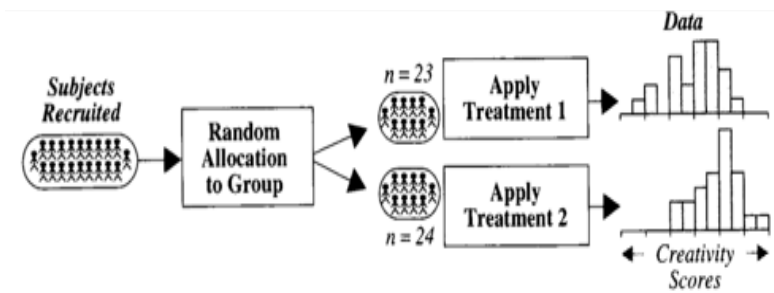 Subjects
Recruited
Random
Allocation
to Group
n = 23
Apply
Treatment 1
n = 24
Apply
Treatment 2
Data
Creativity
Scores